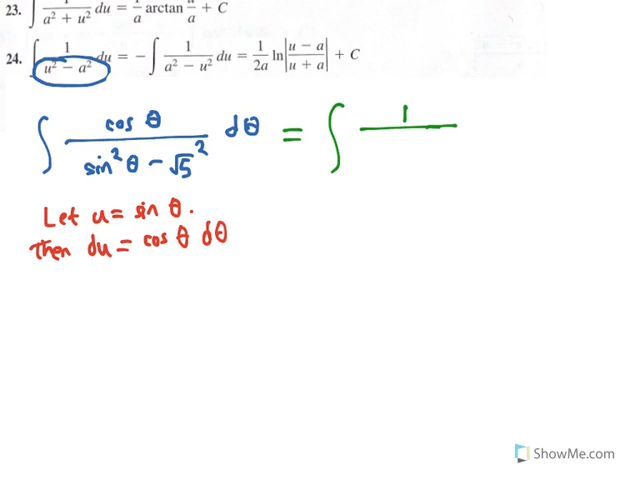 23. ∫ 1/(a² + u²) du = 1/a arctan u/a + C
24. ∫ 1/(u² − a²) du = −∫ 1/(a² − u²) du = 1/(2a) ln|(u − a)/(u + a)| + C
∫ cos θ/(sin² θ − √5²) dθ = ∫ 1/
Let u = sin θ.
Then du = cos θ dθ
ShowMe.com